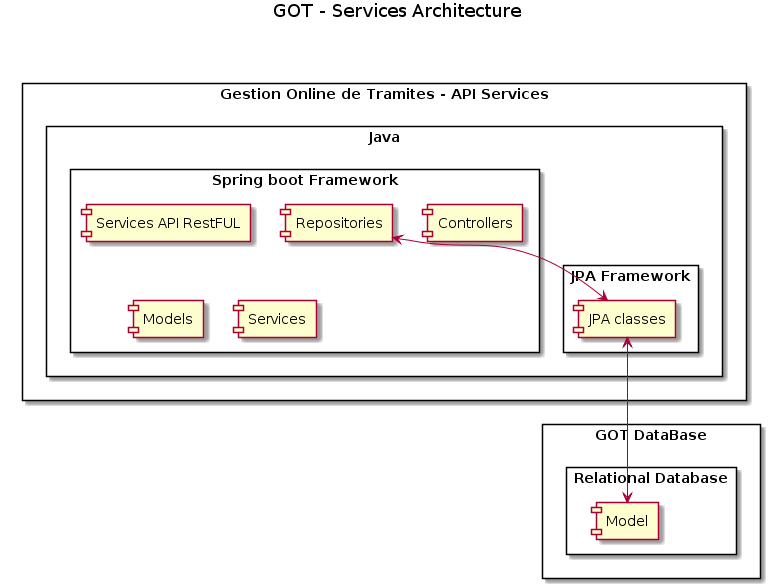 GOT - Services Architecture
Gestion Online de Tramites - API Services
Java
Spring boot Framework
Services API RestFUL
Repositories
Controllers
JPA Framework
Models
Services
JPA classes
GOT DataBase
Relational Database
Model